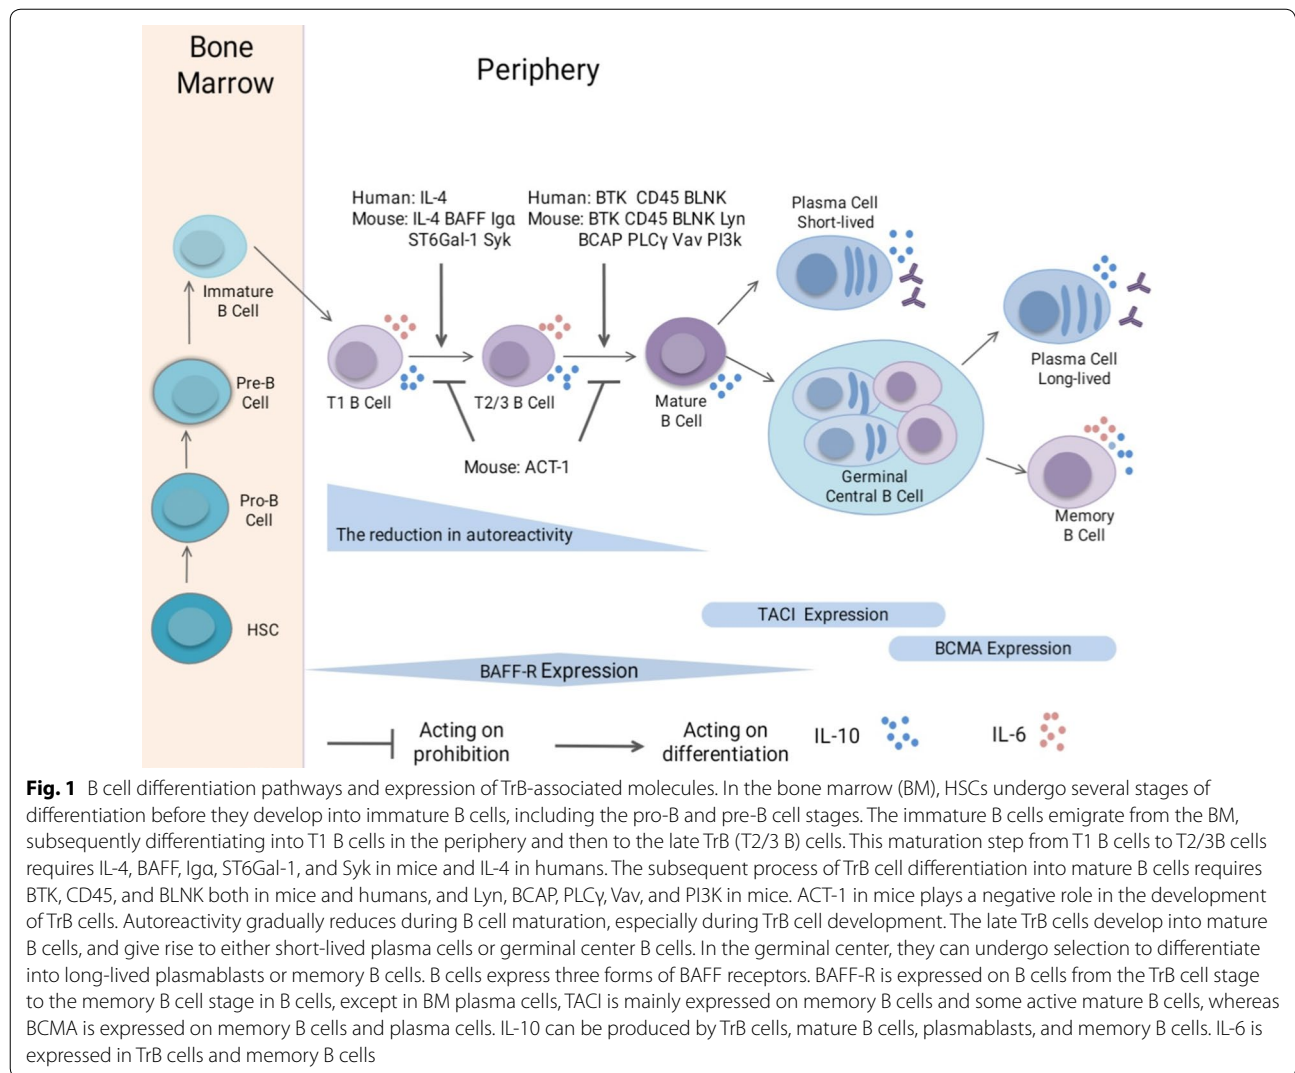 Bone
Marrow
Periphery
Human: IL-4
Mouse: IL-4 BAFF Igα
ST6Gal-1 Syk
Human: BTK CD45 BLNK
Mouse: BTK CD45 BLNK Lyn
BCAP PLCγ Vav PI3k
Plasma Cell
Short-lived
Immature
B Cell
Plasma Cell
Long-lived
Pre-B
Cell
T1 B Cell
T2/3 B Cell
Mature
B Cell
Mouse: ACT-1
Germinal
Central B Cell
Pro-B
Cell
Memory
B Cell
The reduction in autoreactivity
HSC
TACI Expression
BCMA Expression
BAFF-R Expression
Acting on
prohibition
Acting on
differentiation
IL-10
IL-6
Fig. 1 B cell differentiation pathways and expression of TrB-associated molecules. In the bone marrow (BM), HSCs undergo several stages of
differentiation before they develop into immature B cells, including the pro-B and pre-B cell stages. The immature B cells emigrate from the BM,
subsequently differentiating into T1 B cells in the periphery and then to the late TrB (T2/3 B) cells. This maturation step from T1 B cells to T2/3B cells
requires IL-4, BAFF, Igα, ST6Gal-1, and Syk in mice and IL-4 in humans. The subsequent process of TrB cell differentiation into mature B cells requires
BTK, CD45, and BLNK both in mice and humans, and Lyn, BCAP, PLCγ, Vav, and PI3K in mice. ACT-1 in mice plays a negative role in the development
of TrB cells. Autoreactivity gradually reduces during B cell maturation, especially during TrB cell development. The late TrB cells develop into mature
B cells, and give rise to either short-lived plasma cells or germinal center B cells. In the germinal center, they can undergo selection to differentiate
into long-lived plasmablasts or memory B cells. B cells express three forms of BAFF receptors. BAFF-R is expressed on B cells from the TrB cell stage
to the memory B cell stage in B cells, except in BM plasma cells, TACI is mainly expressed on memory B cells and some active mature B cells, whereas
BCMA is expressed on memory B cells and plasma cells. IL-10 can be produced by TrB cells, mature B cells, plasmablasts, and memory B cells. IL-6 is
expressed in TrB cells and memory B cells